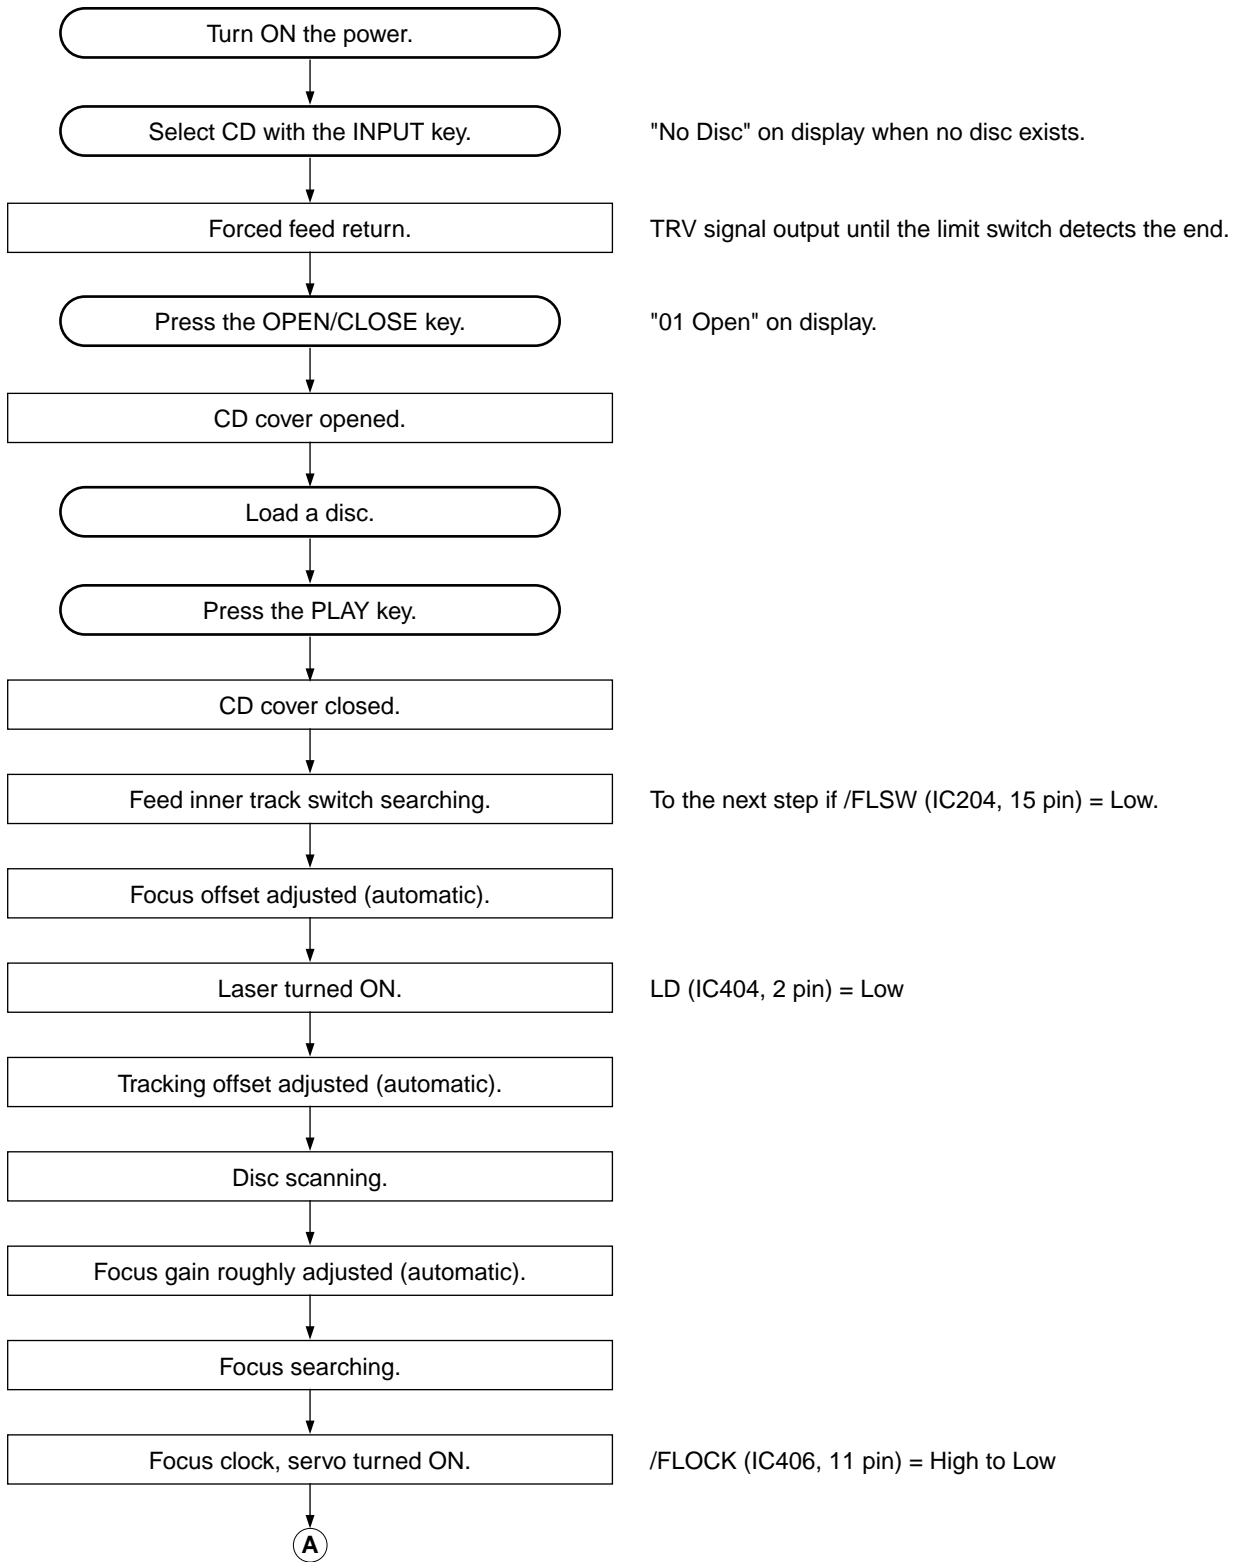 Turn ON the power.
Select CD with the INPUT key.
"No Disc" on display when no disc exists.
Forced feed return.
TRV signal output until the limit switch detects the end.
Press the OPEN/CLOSE key.
"01 Open" on display.
CD cover opened.
Load a disc.
Press the PLAY key.
CD cover closed.
Feed inner track switch searching.
To the next step if /FLSW (IC204, 15 pin) = Low.
Focus offset adjusted (automatic).
Laser turned ON.
LD (IC404, 2 pin) = Low
Tracking offset adjusted (automatic).
Disc scanning.
Focus gain roughly adjusted (automatic).
Focus searching.
Focus clock, servo turned ON.
/FLOCK (IC406, 11 pin) = High to Low
A